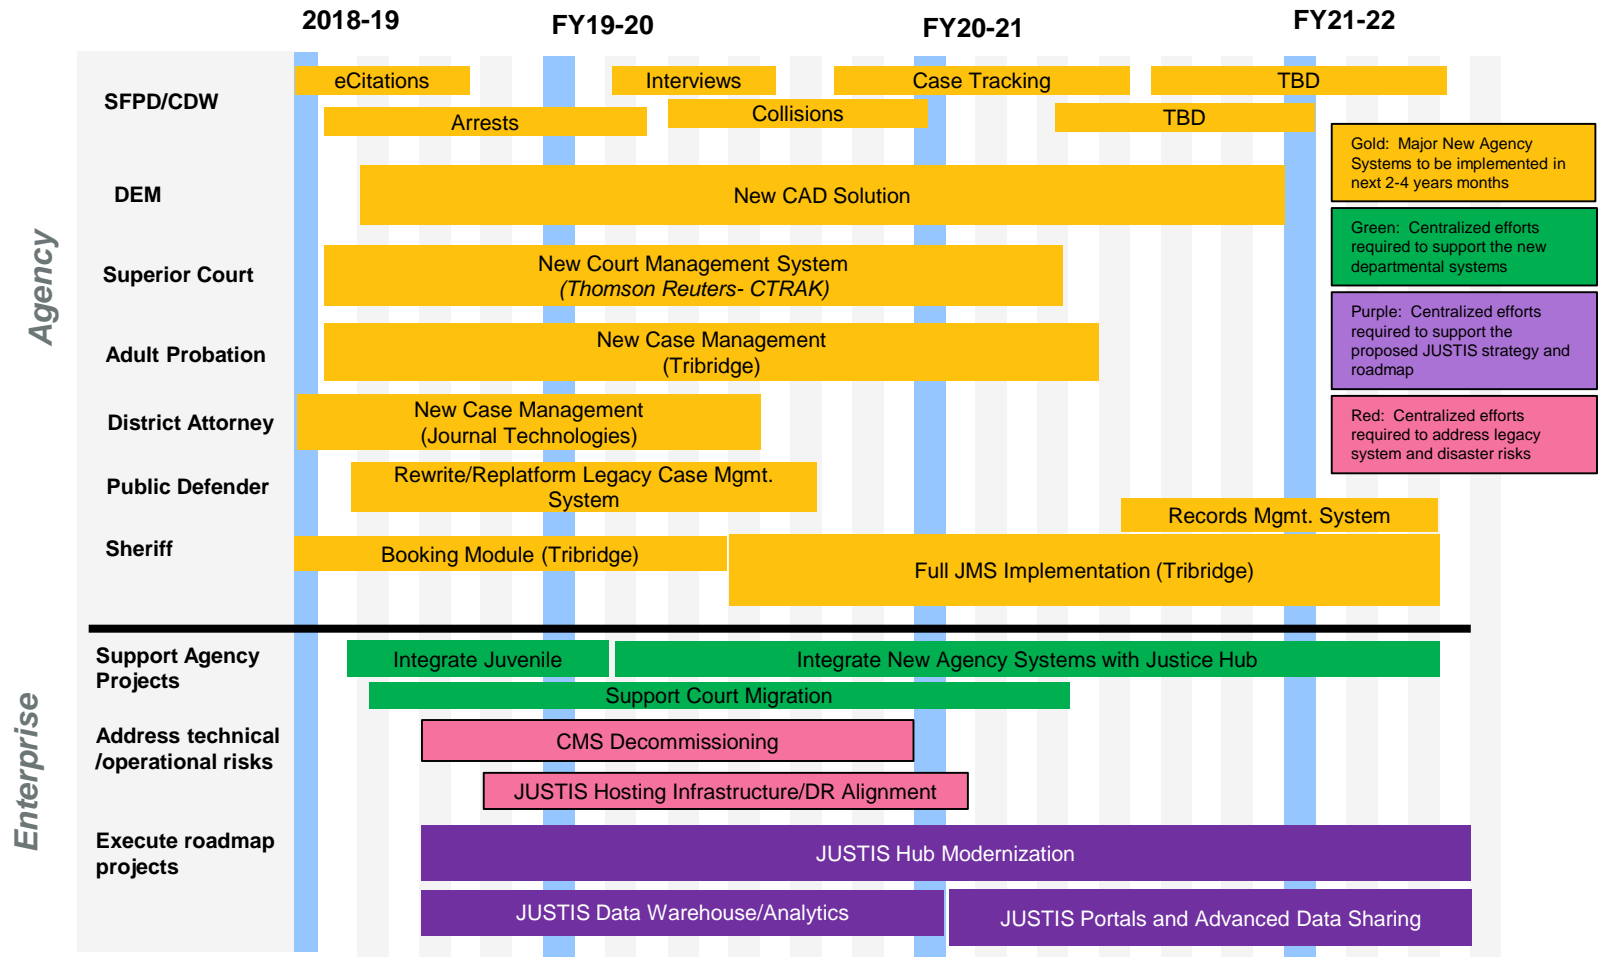 2018-19
FY19-20
FY20-21
FY21-22
Agency
SFPD/CDW
eCitations
Interviews
Case Tracking
TBD
Arrests
Collisions
TBD
DEM
New CAD Solution
Superior Court
New Court Management System
(Thomson Reuters- CTRAK)
Adult Probation
New Case Management
(Tribridge)
District Attorney
New Case Management
(Journal Technologies)
Public Defender
Rewrite/Replatform Legacy Case Mgmt.
System
Records Mgmt. System
Sheriff
Booking Module (Tribridge)
Full JMS Implementation (Tribridge)
Gold: Major New Agency
Systems to be implemented in
next 2-4 years months
Green: Centralized efforts
required to support the new
departmental systems
Purple: Centralized efforts
required to support the
proposed JUSTIS strategy and
roadmap
Red: Centralized efforts
required to address legacy
system and disaster risks
Enterprise
Support Agency
Projects
Integrate Juvenile
Integrate New Agency Systems with Justice Hub
Support Court Migration
Address technical
/operational risks
CMS Decommissioning
JUSTIS Hosting Infrastructure/DR Alignment
Execute roadmap
projects
JUSTIS Hub Modernization
JUSTIS Data Warehouse/Analytics
JUSTIS Portals and Advanced Data Sharing